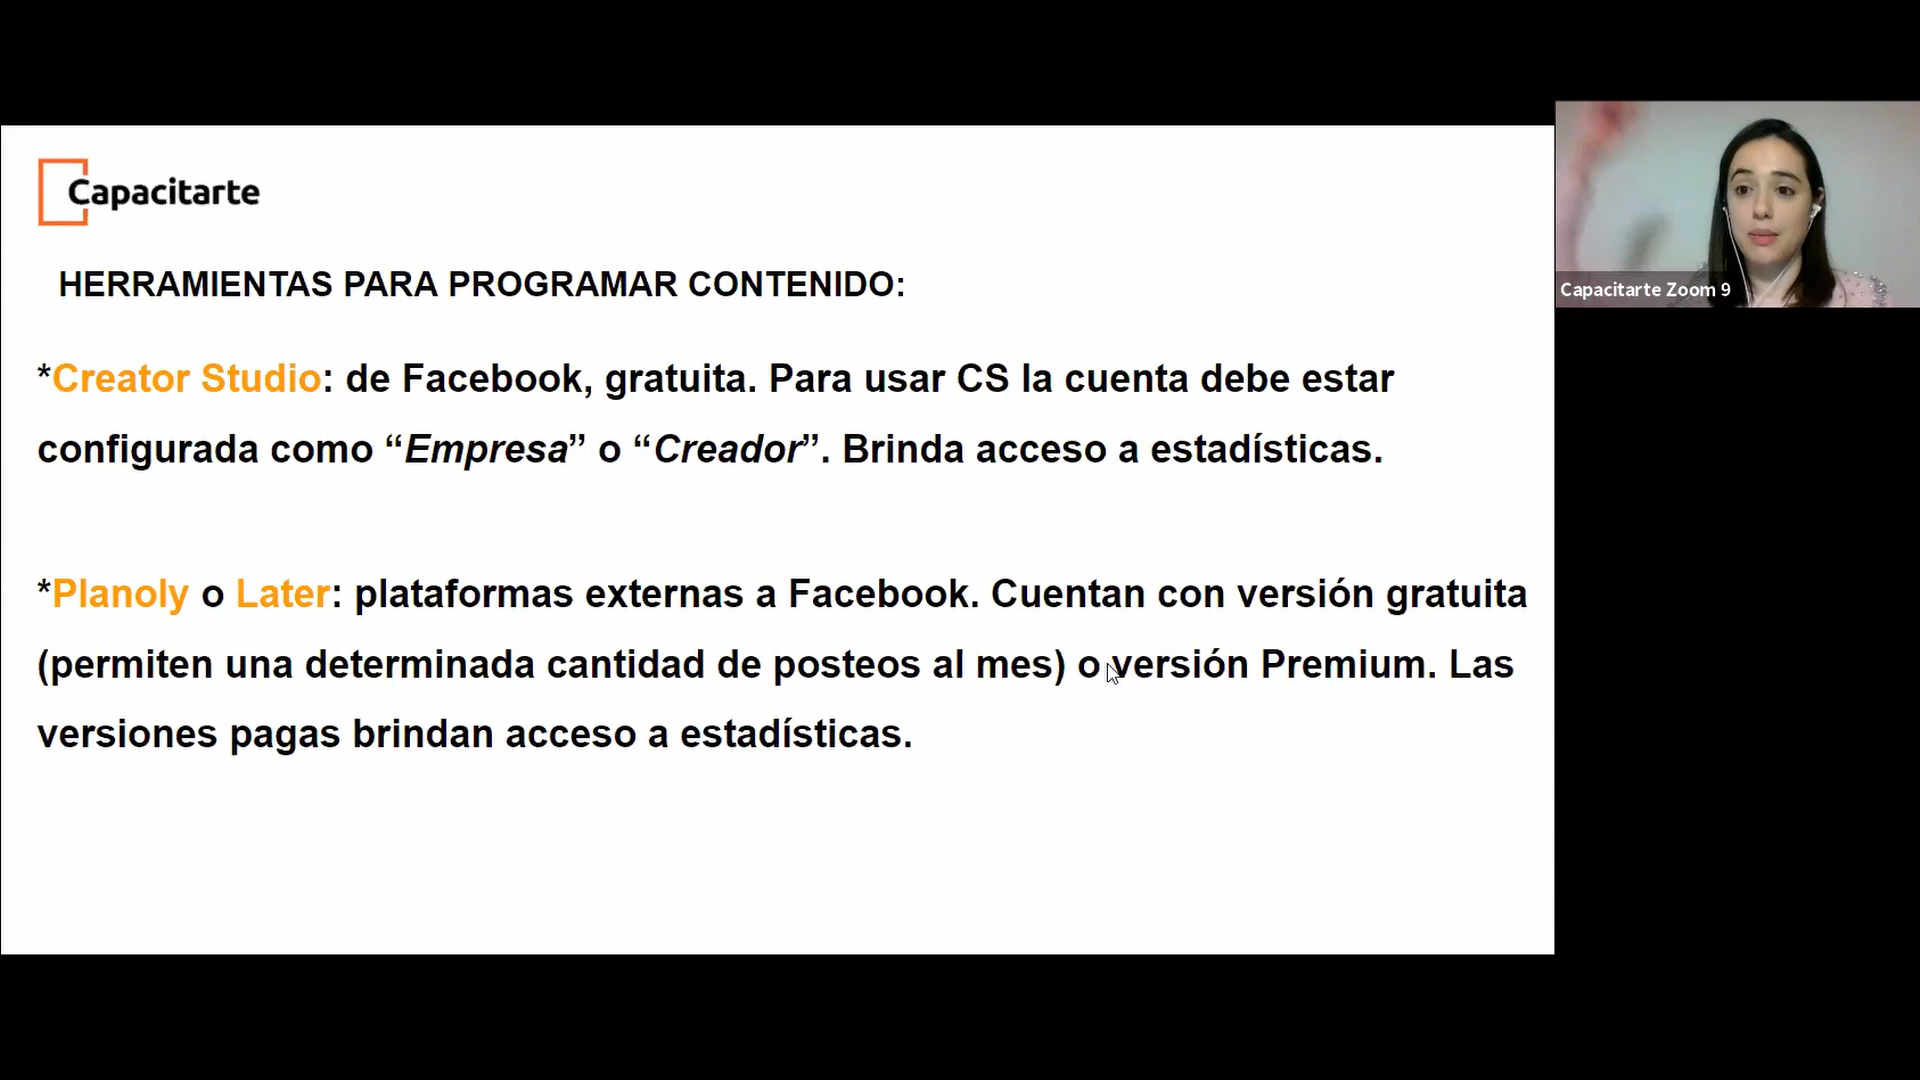 Capacitarte
HERRAMIENTAS PARA PROGRAMAR CONTENIDO:
*Creator Studio: de Facebook, gratuita. Para usar CS la cuenta debe estar
configurada como “Empresa” o “Creador”. Brinda acceso a estadísticas.
*Planoly o Later: plataformas externas a Facebook. Cuentan con versión gratuita
(permiten una determinada cantidad de posteos al mes) o versión Premium. Las
versiones pagas brindan acceso a estadísticas.
Capacitarte Zoom 9